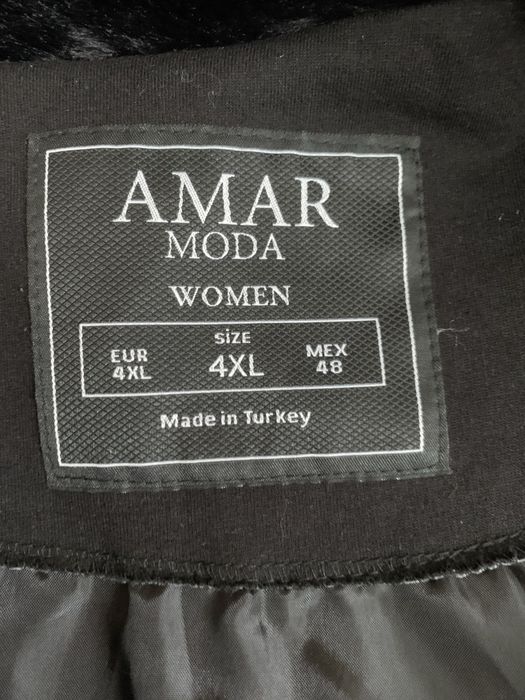 AMAR
MODA
WOMEN
SIZE
EUR 4XL MEX
4XL 48
Made in Turkey